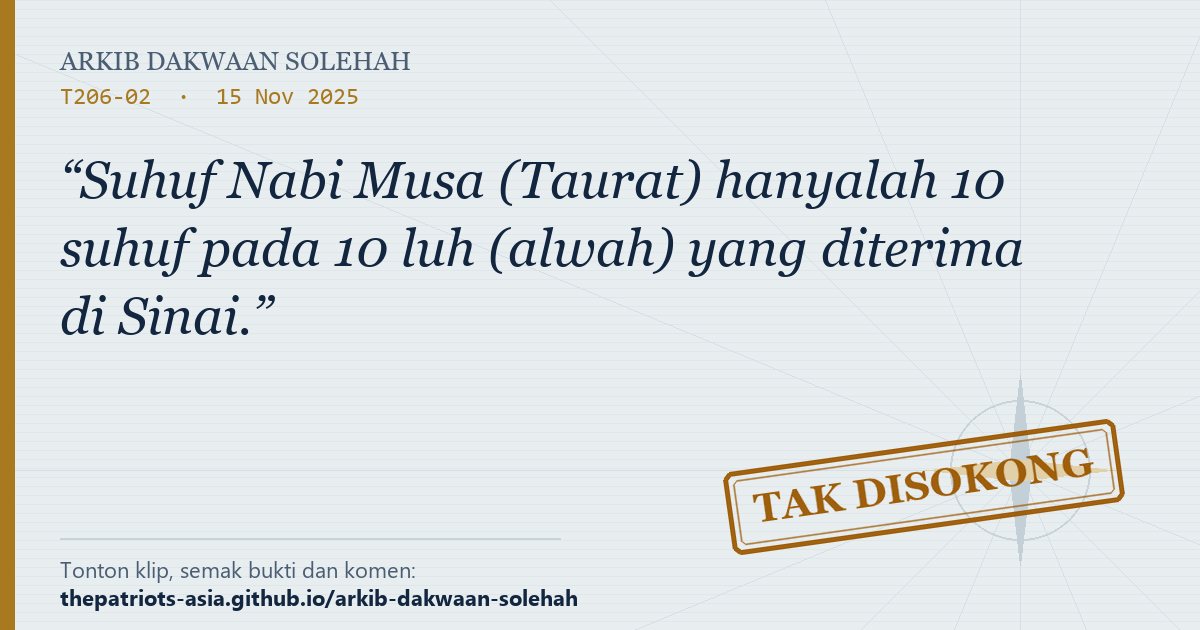 ARKIB DAKWAAN SOLEHAH
T206-02 · 15 Nov 2025
“Suhuf Nabi Musa (Taurat) hanyalah 10
suhuf pada 10 luh (alwah) yang diterima
di Sinai.”
TAK DISOKONG
Tonton klip, semak bukti dan komen:
thepatriots-asia.github.io/arkib-dakwaan-solehah